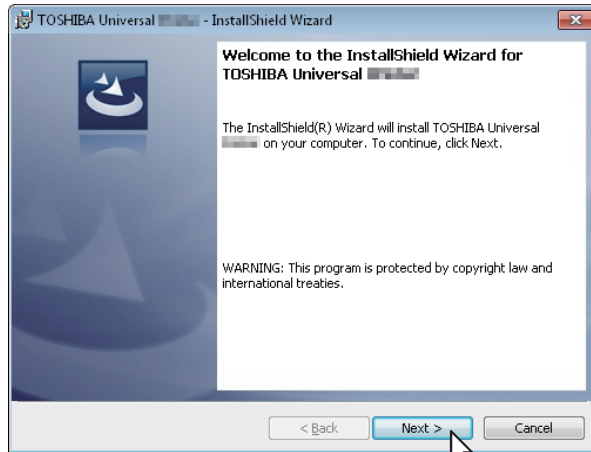 TOSHIBA Universal - InstallShield Wizard
Welcome to the InstallShield Wizard for
TOSHIBA Universal
The InstallShield(R) Wizard will install TOSHIBA Universal
on your computer. To continue, click Next.
WARNING: This program is protected by copyright law and
international treaties.
< Back
Next >
Cancel